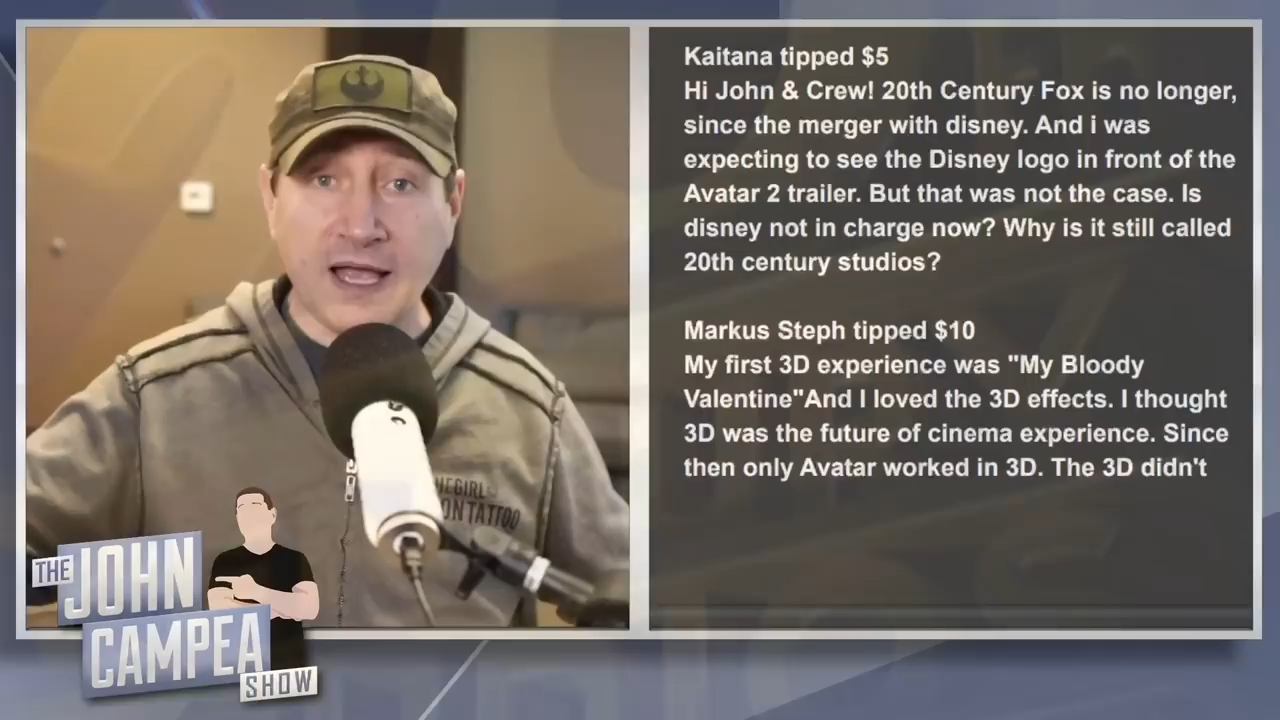 Kaitana tipped $5
Hi John & Crew! 20th Century Fox is no longer,
since the merger with disney. And i was
expecting to see the Disney logo in front of the
Avatar 2 trailer. But that was not the case. Is
disney not in charge now? Why is it still called
20th century studios?
Markus Steph tipped $10
My first 3D experience was "My Bloody
Valentine"And I loved the 3D effects. I thought
3D was the future of cinema experience. Since
then only Avatar worked in 3D. The 3D didn't
TATTOO
THE
JOHN
CAMPEA
SHOW